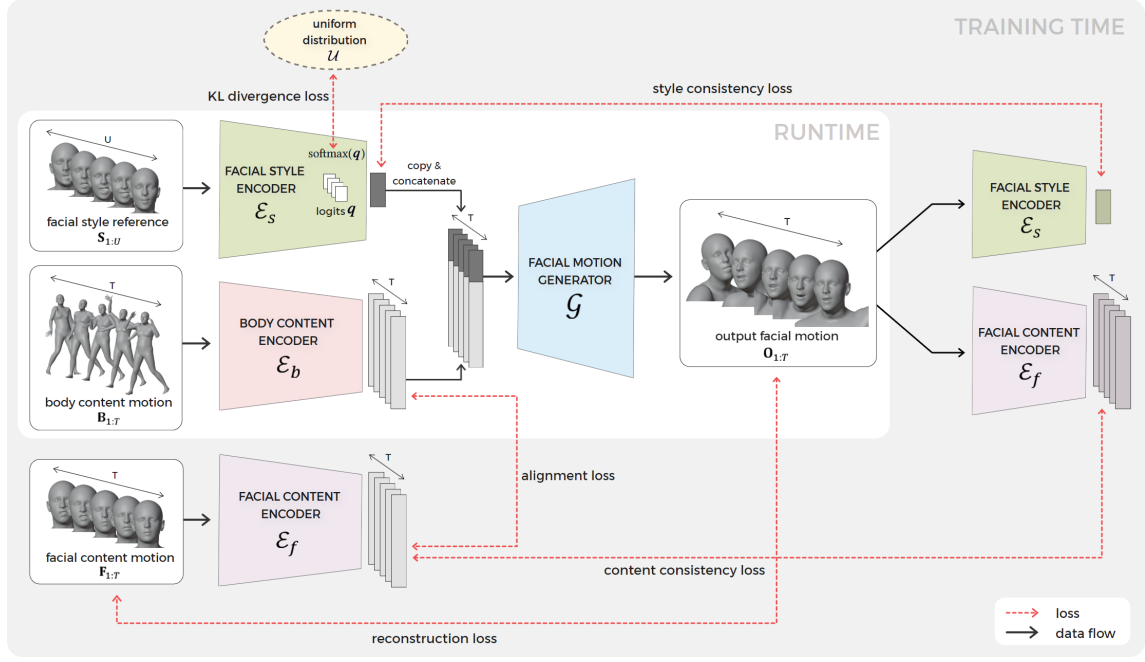 TRAINING TIME
uniform
distribution
𝒰
KL divergence loss
style consistency loss
RUNTIME
U
facial style reference
S₁:U
FACIAL STYLE
ENCODER
ℰₛ
softmax(q)
logits q
copy &
concatenate
T
FACIAL MOTION
GENERATOR
𝒢
T
output facial motion
O₁:T
FACIAL STYLE
ENCODER
ℰₛ
T
body content motion
B₁:T
BODY CONTENT
ENCODER
ℰb
T
FACIAL CONTENT
ENCODER
ℰf
T
T
facial content motion
F₁:T
FACIAL CONTENT
ENCODER
ℰf
T
alignment loss
content consistency loss
reconstruction loss
loss
data flow